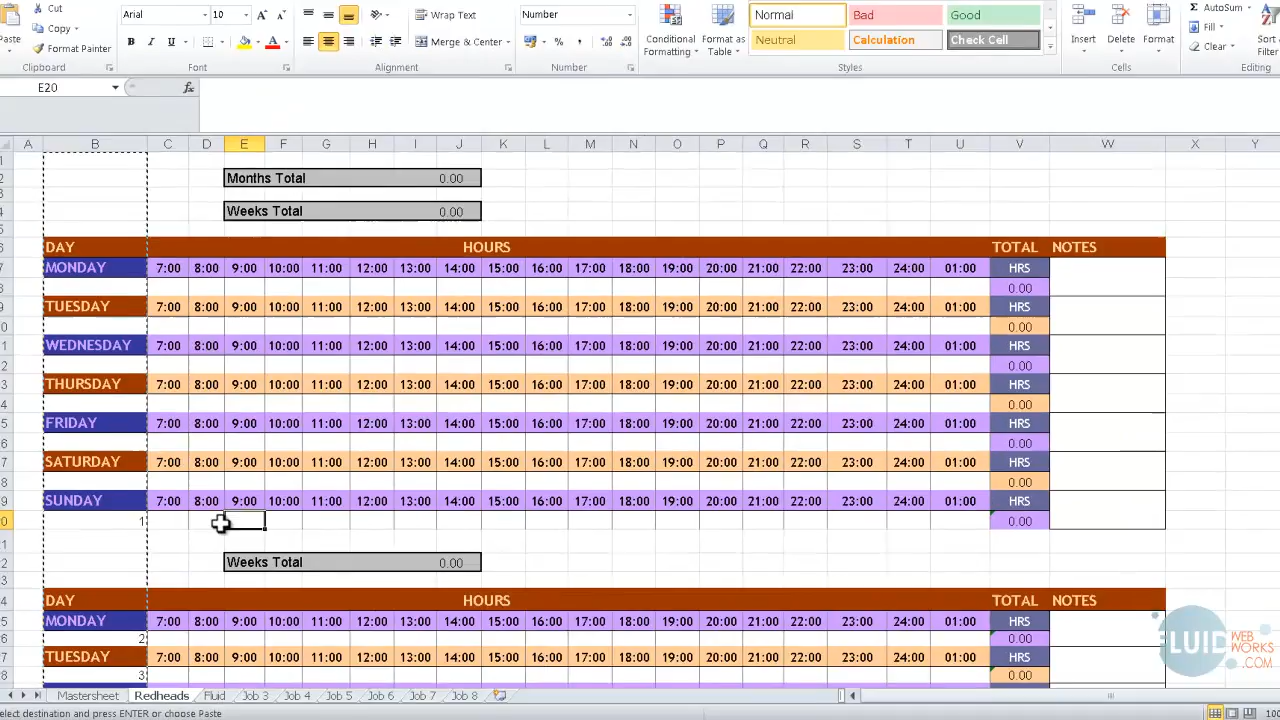 Cut
Copy
Format Painter
Clipboard
Arial 10
B I U
Font
Wrap Text
Merge & Center
Alignment
Number
$ % ,
Number
Conditional Formatting
Format as Table
Normal Bad Good
Neutral Calculation Check Cell
Styles
Insert Delete Format
Cells
Σ AutoSum
Fill
Clear
Editing
E20 fx
A B C D E F G H I J K L M N O P Q R S T U V W X Y
Months Total 0.00
Weeks Total 0.00
DAY HOURS TOTAL NOTES
MONDAY 7:00 8:00 9:00 10:00 11:00 12:00 13:00 14:00 15:00 16:00 17:00 18:00 19:00 20:00 21:00 22:00 23:00 24:00 01:00 HRS
0.00
TUESDAY 7:00 8:00 9:00 10:00 11:00 12:00 13:00 14:00 15:00 16:00 17:00 18:00 19:00 20:00 21:00 22:00 23:00 24:00 01:00 HRS
0.00
WEDNESDAY 7:00 8:00 9:00 10:00 11:00 12:00 13:00 14:00 15:00 16:00 17:00 18:00 19:00 20:00 21:00 22:00 23:00 24:00 01:00 HRS
0.00
THURSDAY 7:00 8:00 9:00 10:00 11:00 12:00 13:00 14:00 15:00 16:00 17:00 18:00 19:00 20:00 21:00 22:00 23:00 24:00 01:00 HRS
0.00
FRIDAY 7:00 8:00 9:00 10:00 11:00 12:00 13:00 14:00 15:00 16:00 17:00 18:00 19:00 20:00 21:00 22:00 23:00 24:00 01:00 HRS
0.00
SATURDAY 7:00 8:00 9:00 10:00 11:00 12:00 13:00 14:00 15:00 16:00 17:00 18:00 19:00 20:00 21:00 22:00 23:00 24:00 01:00 HRS
0.00
SUNDAY 7:00 8:00 9:00 10:00 11:00 12:00 13:00 14:00 15:00 16:00 17:00 18:00 19:00 20:00 21:00 22:00 23:00 24:00 01:00 HRS
1 0.00
Weeks Total 0.00
DAY HOURS TOTAL NOTES
MONDAY 7:00 8:00 9:00 10:00 11:00 12:00 13:00 14:00 15:00 16:00 17:00 18:00 19:00 20:00 21:00 22:00 23:00 24:00 01:00 HRS
2 0.00
TUESDAY 7:00 8:00 9:00 10:00 11:00 12:00 13:00 14:00 15:00 16:00 17:00 18:00 19:00 20:00 21:00 22:00 23:00 24:00 01:00 HRS
3 0.00
FLUID WEB
WORKS
.COM
Mastersheet Redheads Fluid Job 3 Job 4 Job 5 Job 6 Job 7 Job 8
select destination and press ENTER or choose Paste